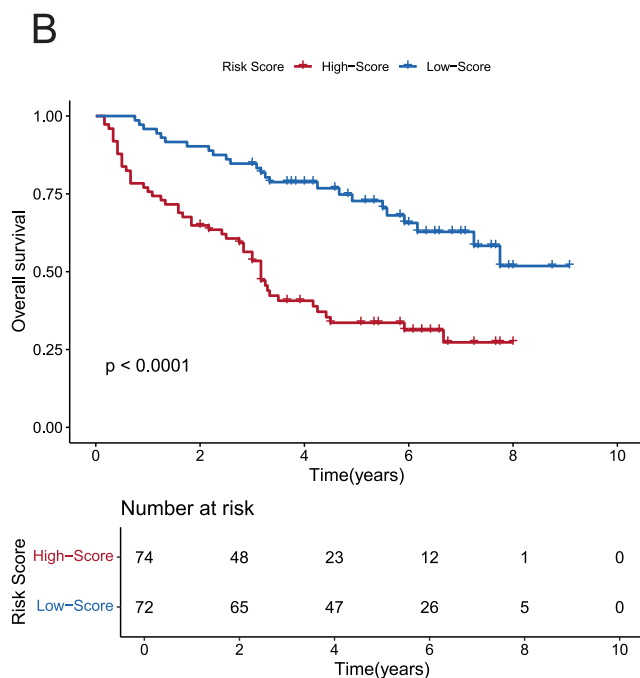 B
Risk Score High−Score Low−Score
1.00
0.75
0.50
0.25
0.00
Overall survival
p < 0.0001
0 2 4 6 8 10
Time(years)
Number at risk
Risk Score
High−Score 74 48 23 12 1 0
Low−Score 72 65 47 26 5 0
0 2 4 6 8 10
Time(years)